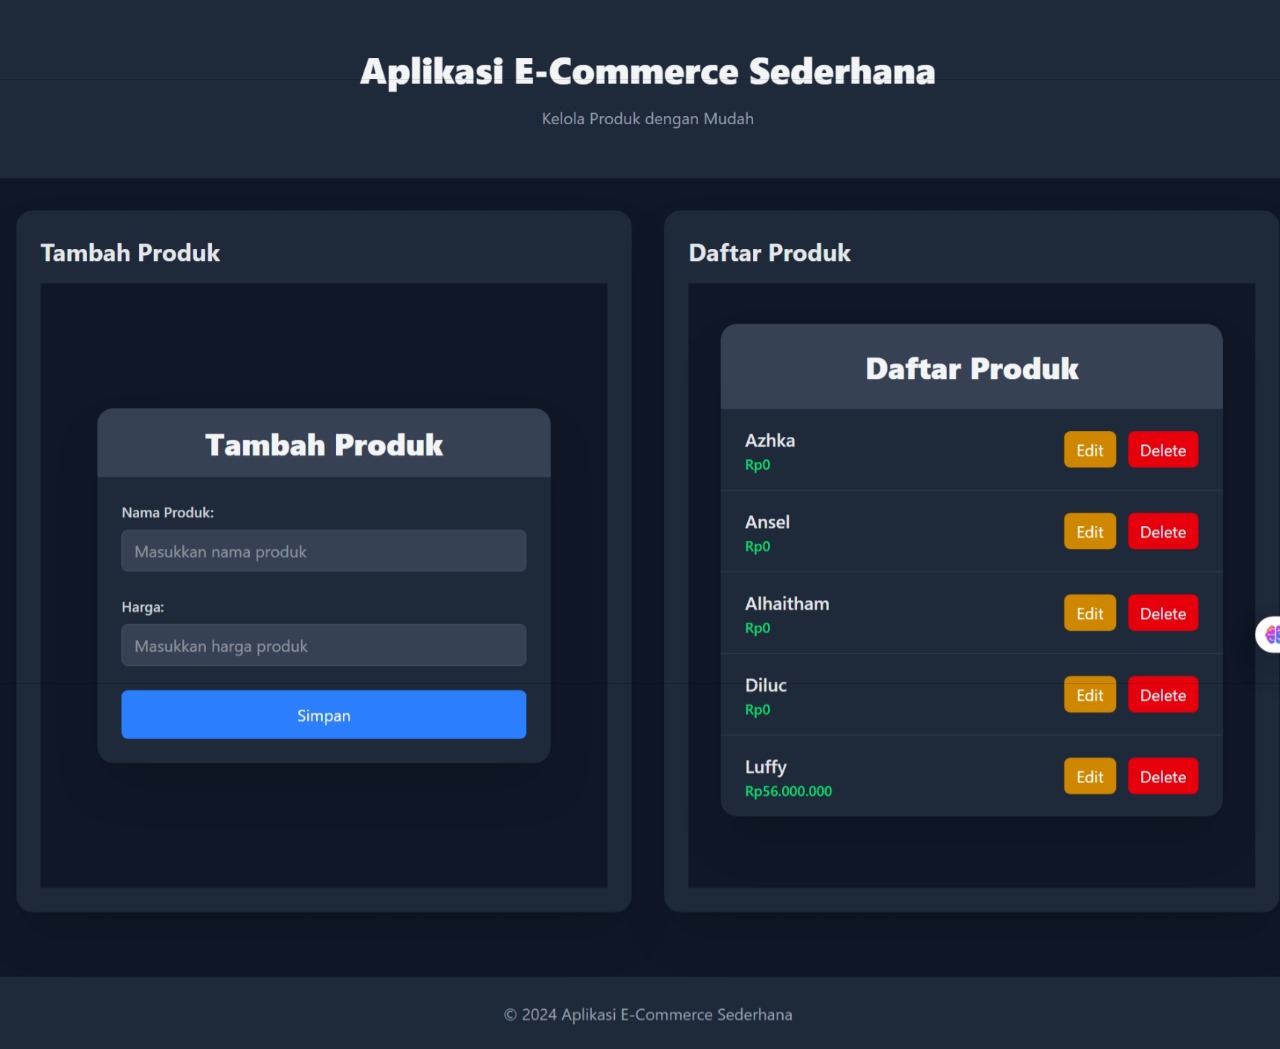 Aplikasi E-Commerce Sederhana
Kelola Produk dengan Mudah
Tambah Produk
Tambah Produk
Nama Produk:
Masukkan nama produk
Harga:
Masukkan harga produk
Simpan
Daftar Produk
Daftar Produk
Azhka
Rp0
Edit Delete
Ansel
Rp0
Edit Delete
Alhaitham
Rp0
Edit Delete
Diluc
Rp0
Edit Delete
Luffy
Rp56.000.000
Edit Delete
© 2024 Aplikasi E-Commerce Sederhana